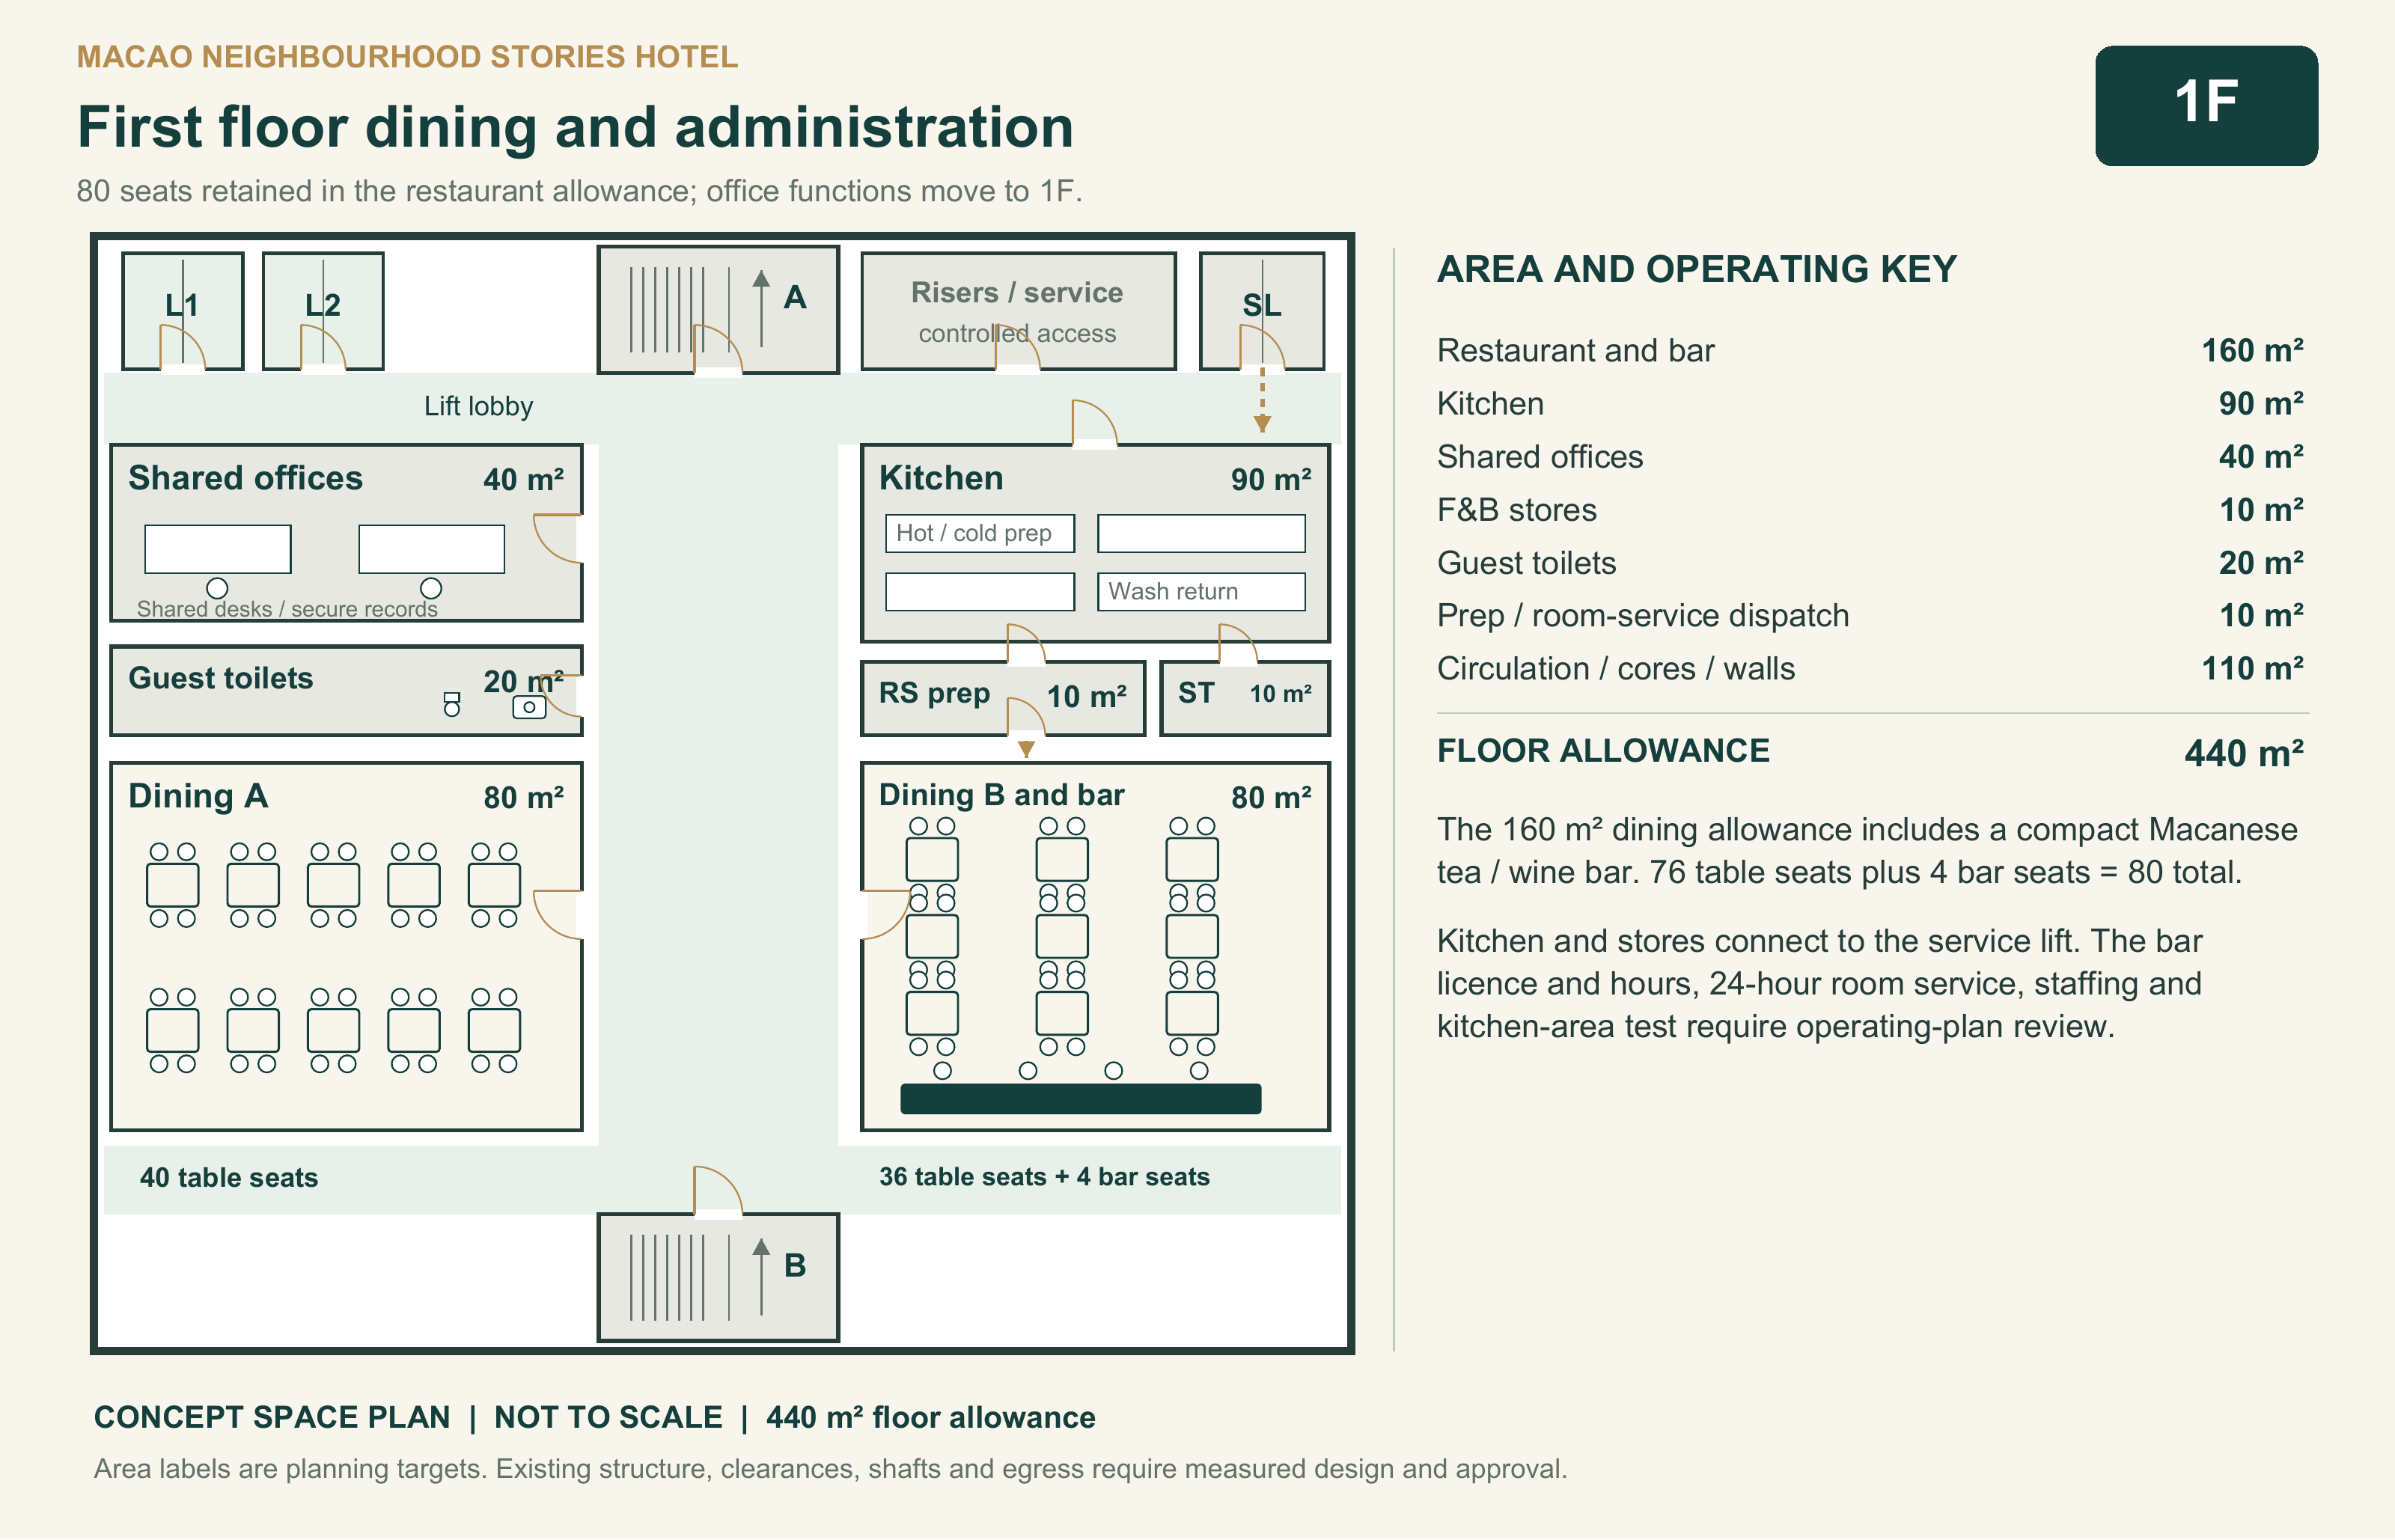 MACAO NEIGHBOURHOOD STORIES HOTEL
First floor dining and administration
80 seats retained in the restaurant allowance; office functions move to 1F.
1F
L1
L2
A
Risers / service
controlled access
SL
Lift lobby
Shared offices 40 m²
Shared desks / secure records
Kitchen 90 m²
Hot / cold prep
Wash return
Guest toilets 20 m²
RS prep 10 m²
ST 10 m²
Dining A 80 m²
Dining B and bar 80 m²
40 table seats
36 table seats + 4 bar seats
B
AREA AND OPERATING KEY
Restaurant and bar 160 m²
Kitchen 90 m²
Shared offices 40 m²
F&B stores 10 m²
Guest toilets 20 m²
Prep / room-service dispatch 10 m²
Circulation / cores / walls 110 m²
FLOOR ALLOWANCE 440 m²
The 160 m² dining allowance includes a compact Macanese
tea / wine bar. 76 table seats plus 4 bar seats = 80 total.
Kitchen and stores connect to the service lift. The bar
licence and hours, 24-hour room service, staffing and
kitchen-area test require operating-plan review.
CONCEPT SPACE PLAN | NOT TO SCALE | 440 m² floor allowance
Area labels are planning targets. Existing structure, clearances, shafts and egress require measured design and approval.